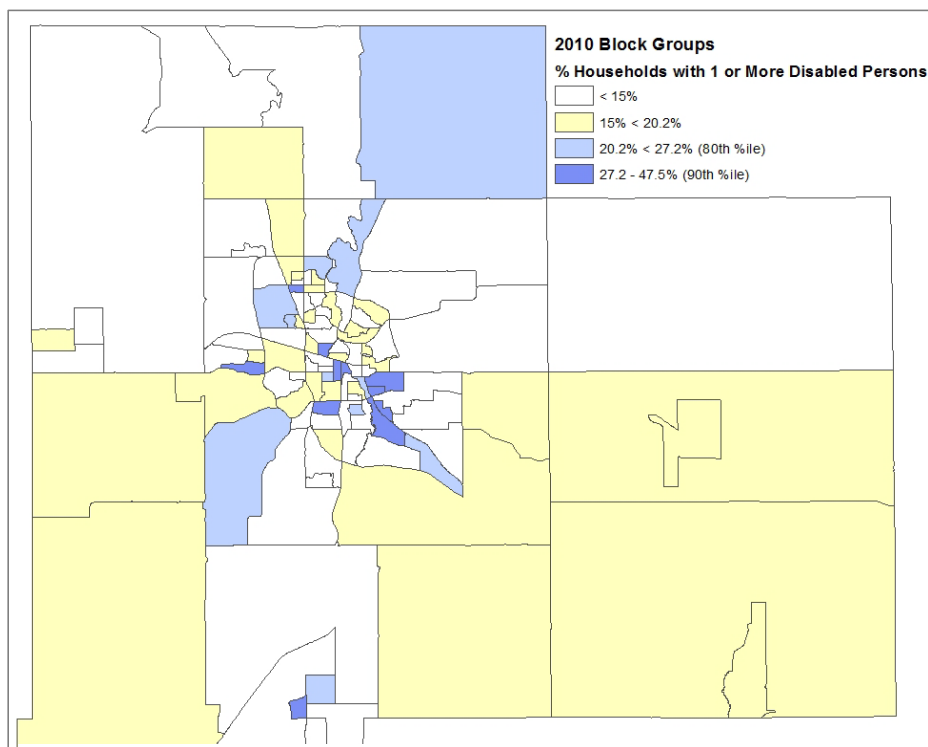 2010 Block Groups
% Households with 1 or More Disabled Persons
< 15%
15% < 20.2%
20.2% < 27.2% (80th %ile)
27.2 - 47.5% (90th %ile)